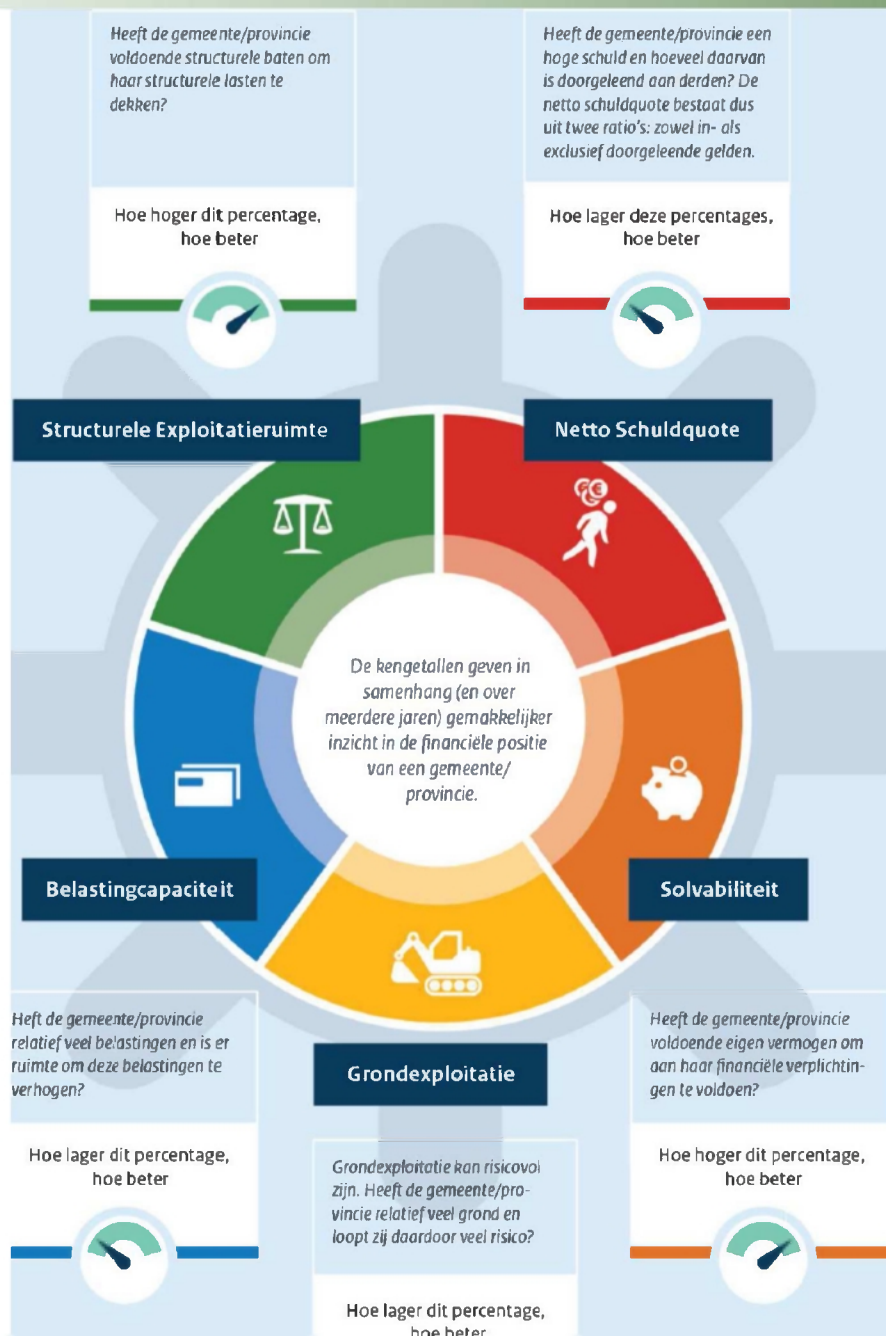 Heeft de gemeente/provincie
voldoende structurele baten om
haar structurele lasten te
dekken?
Hoe hoger dit percentage,
hoe beter
Heeft de gemeente/provincie een
hoge schuld en hoeveel daarvan
is doorgeleend aan derden? De
netto schuldquote bestaat dus
uit twee ratio's: zowel in- als
exclusief doorgeleende gelden.
Hoe lager deze percentages,
hoe beter
Structurele Exploitatieruimte
Netto Schuldquote
De kengetallen geven in
samenhang (en over
meerdere jaren) gemakkelijker
inzicht in de financiële positie
van een gemeente/
provincie.
Belastingcapaciteit
Solvabiliteit
Grondexploitatie
Heft de gemeente/provincie
relatief veel belastingen en is er
ruimte om deze belastingen te
verhogen?
Hoe lager dit percentage,
hoe beter
Grondexploitatie kan risicovol
zijn. Heeft de gemeente/pro-
vincie relatief veel grond en
loopt zij daardoor veel risico?
Hoe lager dit percentage,
hoe beter
Heeft de gemeente/provincie
voldoende eigen vermogen om
aan haar financiële verplichtin-
gen te voldoen?
Hoe hoger dit percentage,
hoe beter